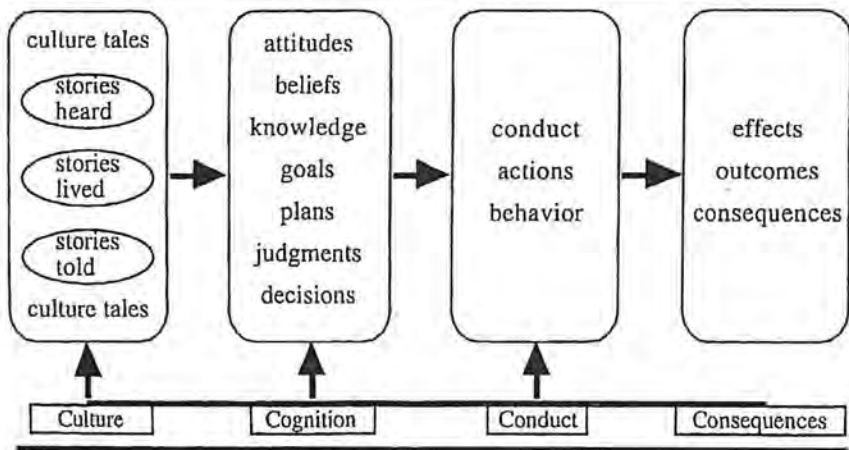 culture tales
stories
heard
stories
lived
stories
told
culture tales
attitudes
beliefs
knowledge
goals
plans
judgments
decisions
conduct
actions
behavior
effects
outcomes
consequences
Culture
Cognition
Conduct
Consequences